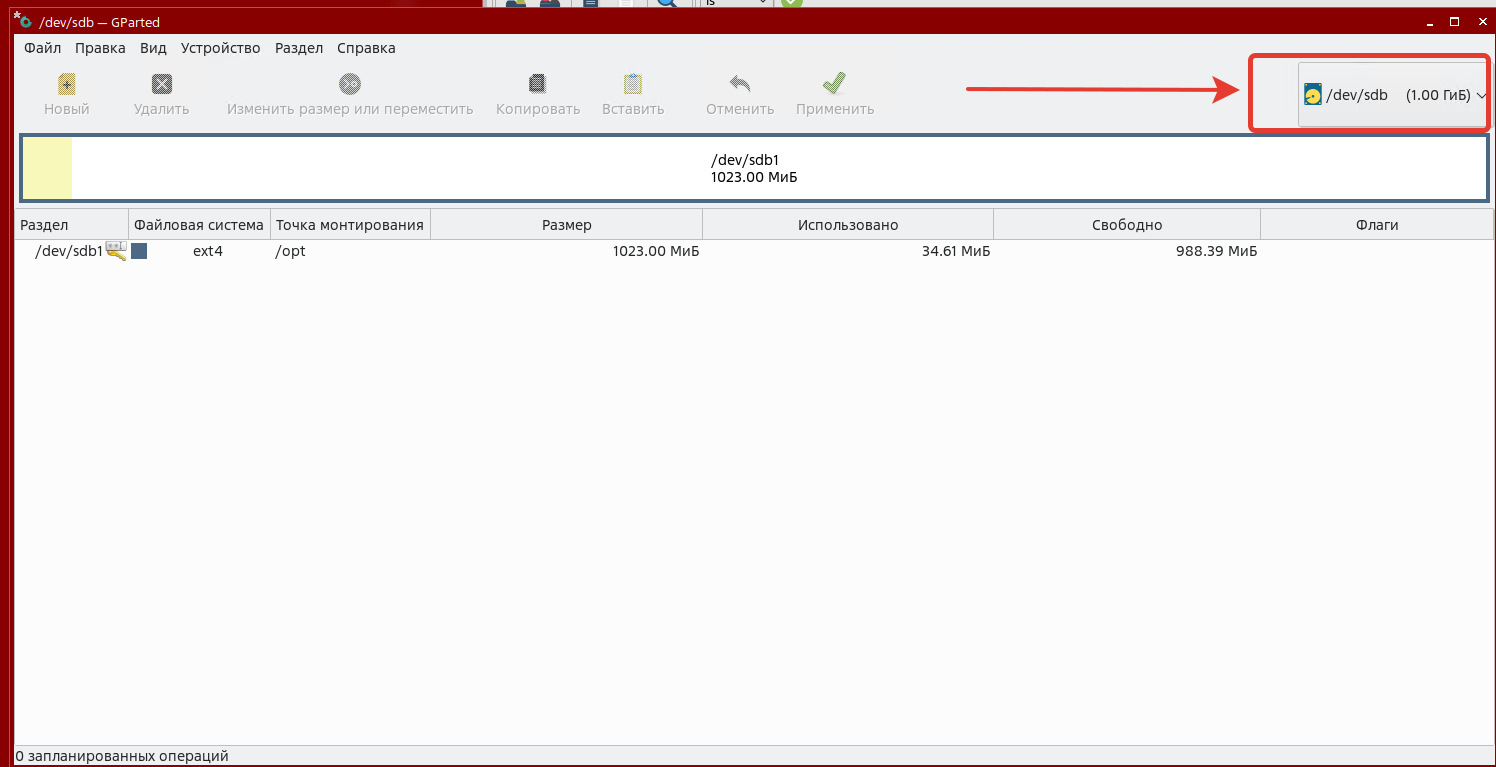 /dev/sdb — GParted
Файл Правка Вид Устройство Раздел Справка
Новый Удалить Изменить размер или переместить Копировать Вставить Отменить Применить
/dev/sdb (1.00 ГиБ)
/dev/sdb1
1023.00 МиБ
Раздел Файловая система Точка монтирования Размер Использовано Свободно Флаги
/dev/sdb1 ext4 /opt 1023.00 МиБ 34.61 МиБ 988.39 МиБ
0 запланированных операций